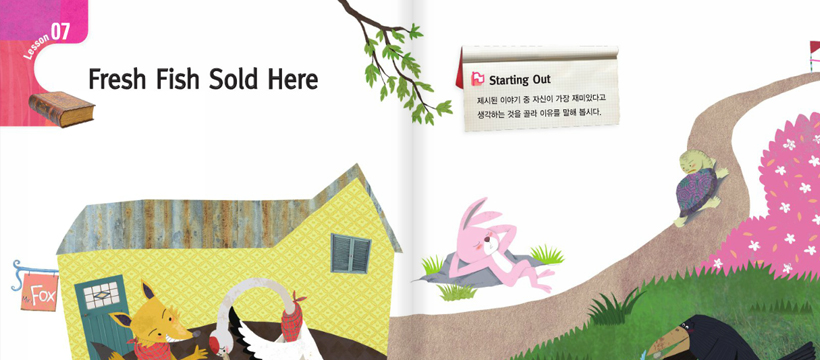 Lesson 07
Fresh Fish Sold Here
Starting Out
제시된 이야기 중 자신이 가장 재미있다고
생각하는 것을 골라 이유를 말해 봅시다.
Fox